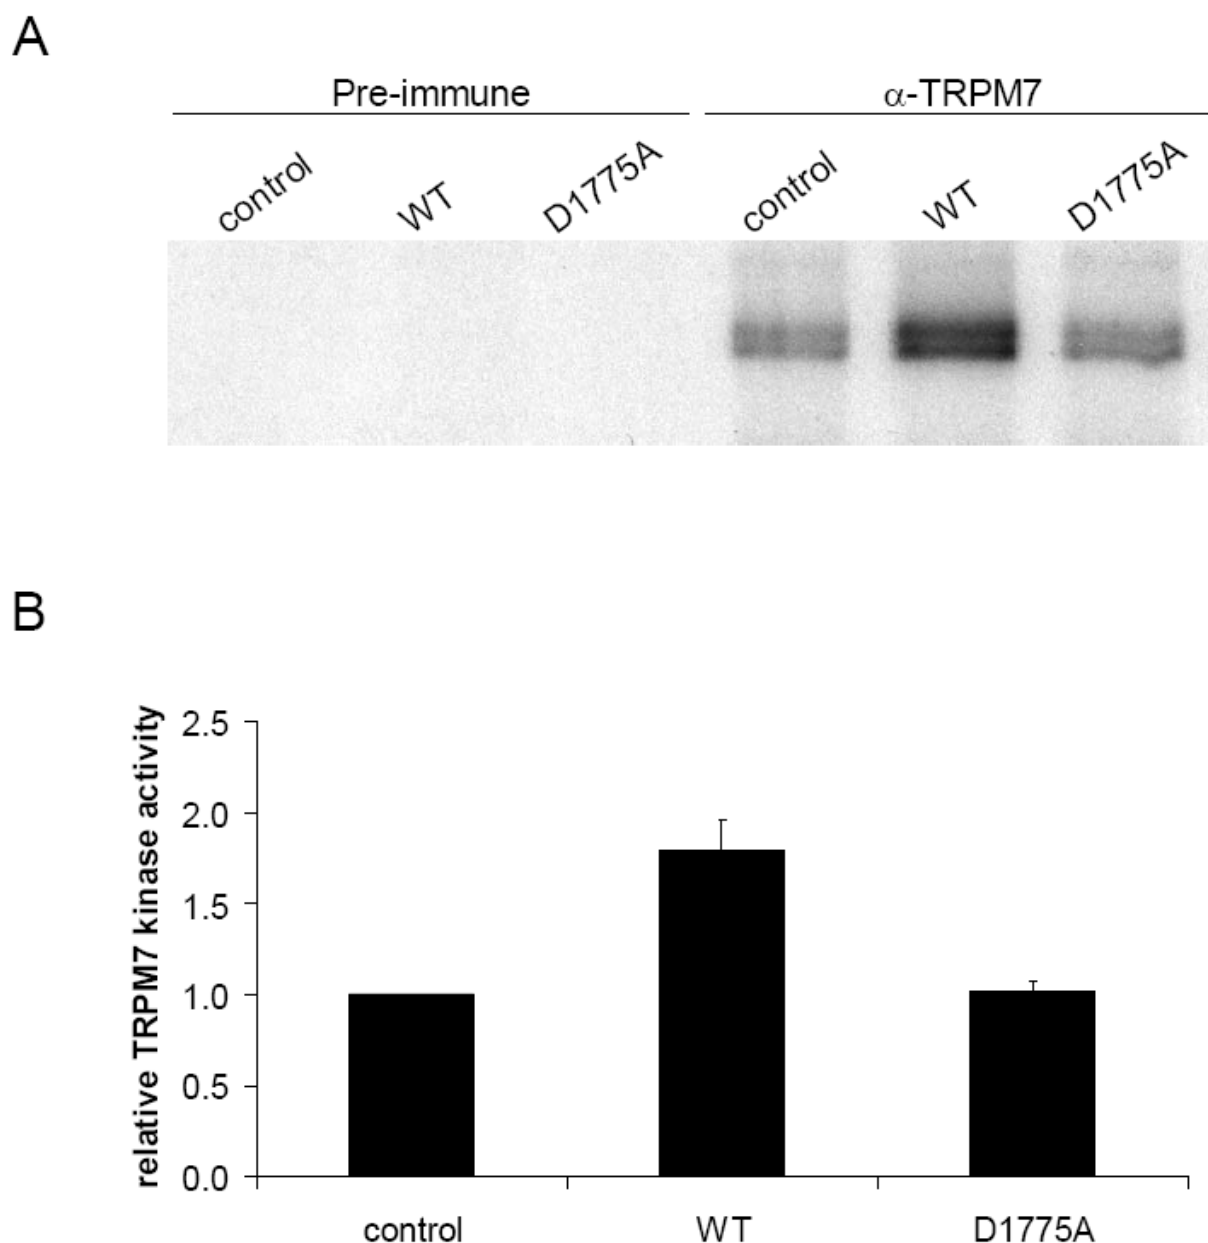 A
Pre-immune α-TRPM7
control WT D1775A control WT D1775A
B
relative TRPM7 kinase activity
2.5
2.0
1.5
1.0
0.5
0.0
control WT D1775A